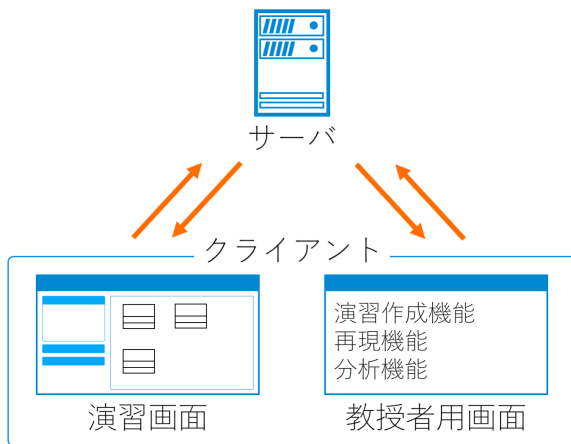 サーバ
クライアント
演習作成機能
再現機能
分析機能
演習画面
教授者用画面